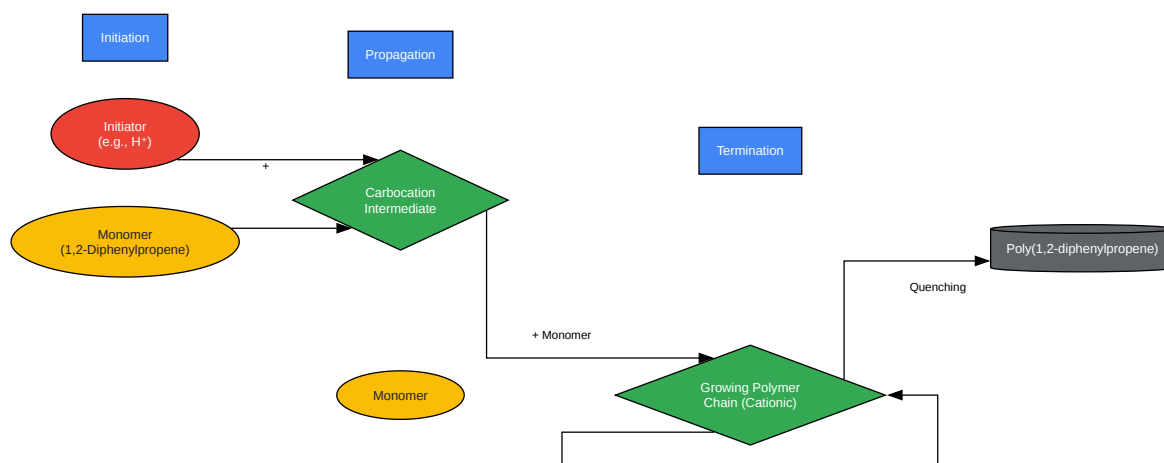 Initiation
Propagation
Initiator
(e.g., H⁺)
Termination
+
Carbocation
Intermediate
Monomer
(1,2-Diphenylpropene)
Poly(1,2-diphenylpropene)
Quenching
+ Monomer
Monomer
Growing Polymer
Chain (Cationic)